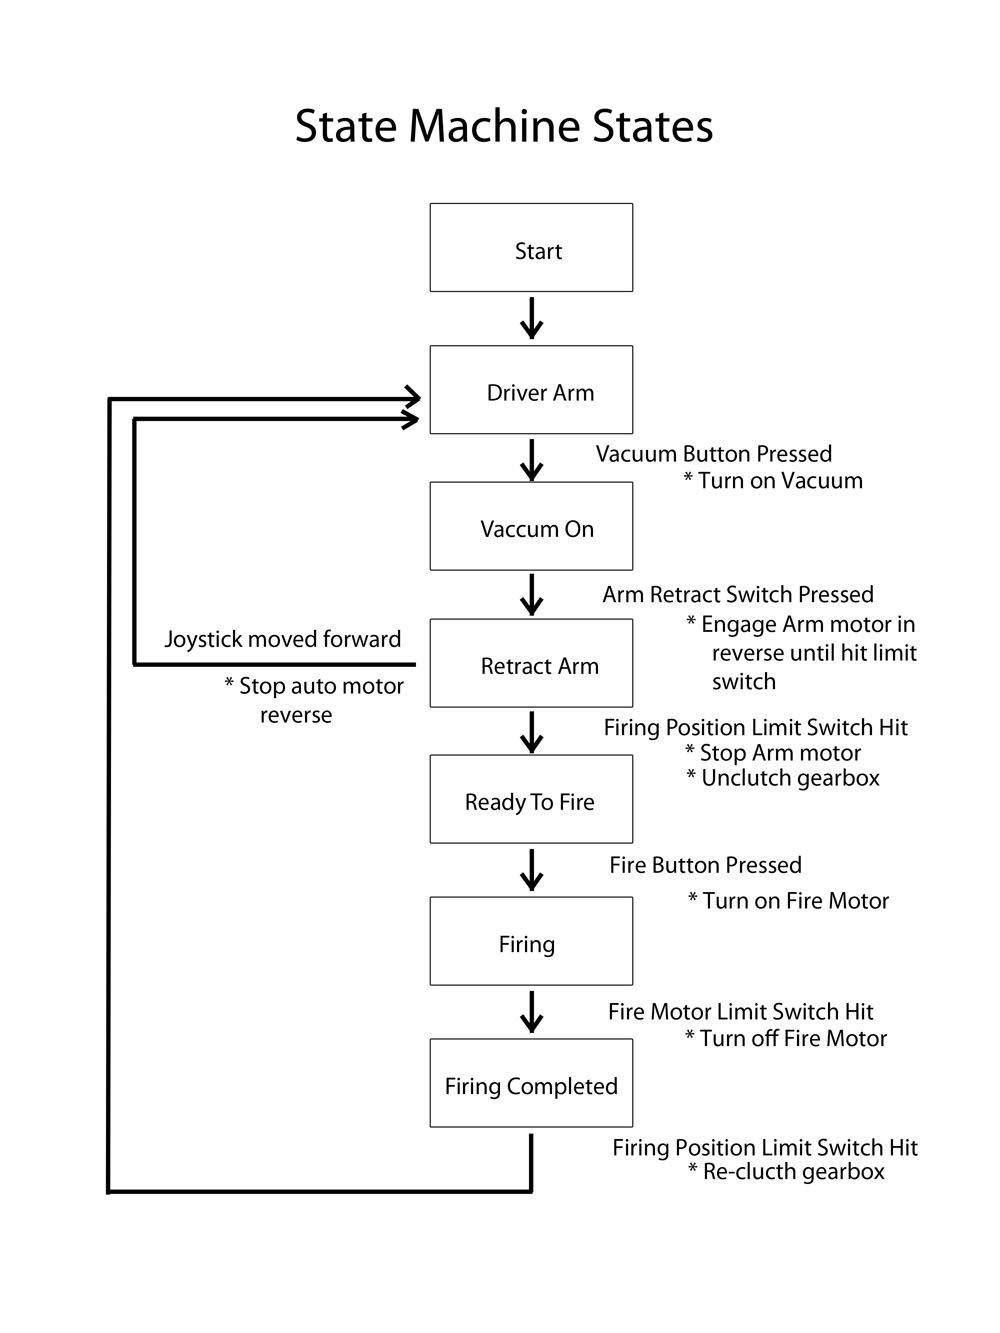 State Machine States
Start
Driver Arm
Vacuum Button Pressed
* Turn on Vacuum
Vaccum On
Arm Retract Switch Pressed
* Engage Arm motor in
reverse until hit limit
switch
Joystick moved forward
* Stop auto motor
reverse
Retract Arm
Firing Position Limit Switch Hit
* Stop Arm motor
* Unclutch gearbox
Ready To Fire
Fire Button Pressed
* Turn on Fire Motor
Firing
Fire Motor Limit Switch Hit
* Turn off Fire Motor
Firing Completed
Firing Position Limit Switch Hit
* Re-clucth gearbox